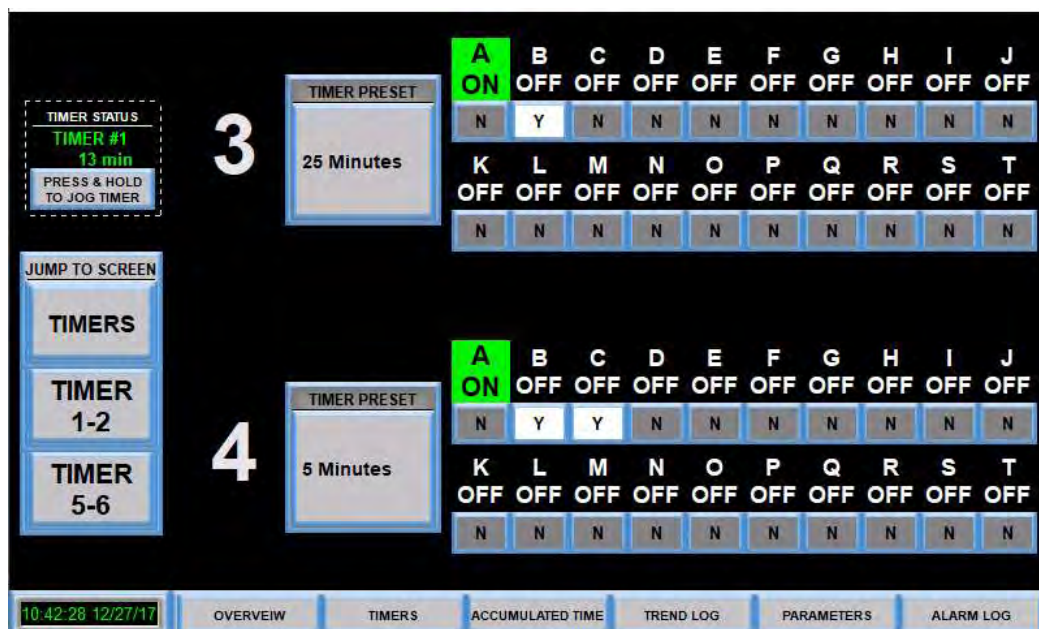 TIMER STATUS
TIMER #1
13 min
PRESS & HOLD
TO JOG TIMER
JUMP TO SCREEN
TIMERS
TIMER
1-2
TIMER
5-6
3
TIMER PRESET
25 Minutes
A B C D E F G H I J
ON OFF OFF OFF OFF OFF OFF OFF OFF OFF
N Y N N N N N N N N
K L M N O P Q R S T
OFF OFF OFF OFF OFF OFF OFF OFF OFF OFF
N N N N N N N N N N
4
TIMER PRESET
5 Minutes
A B C D E F G H I J
ON OFF OFF OFF OFF OFF OFF OFF OFF OFF
N Y Y N N N N N N N
K L M N O P Q R S T
OFF OFF OFF OFF OFF OFF OFF OFF OFF OFF
N N N N N N N N N N
10:42:28 12/27/17 OVERVEIW TIMERS ACCUMULATED TIME TREND LOG PARAMETERS ALARM LOG